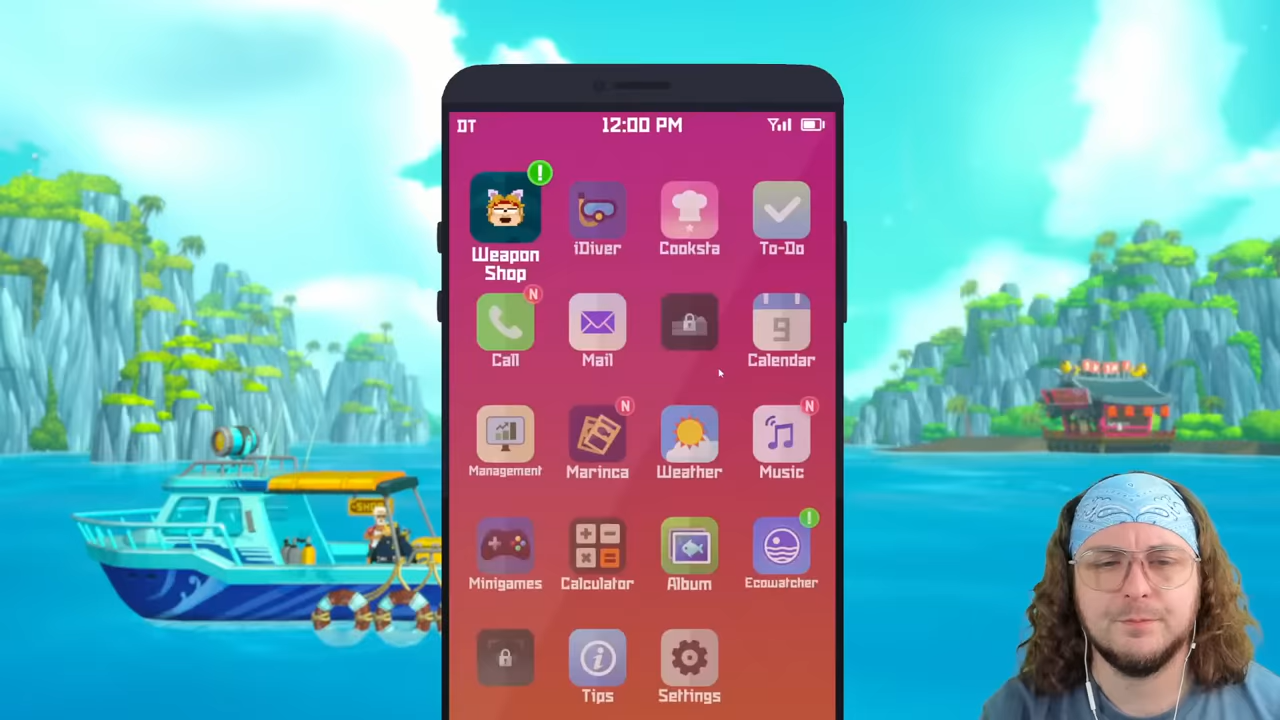 DT 12:00 PM
!
Weapon Shop
iDiver
Cooksta
To-Do
N
Call
Mail
9
Calendar
Management
N
Marinca
Weather
N
Music
Minigames
Calculator
Album
!
Ecowatcher
Tips
Settings